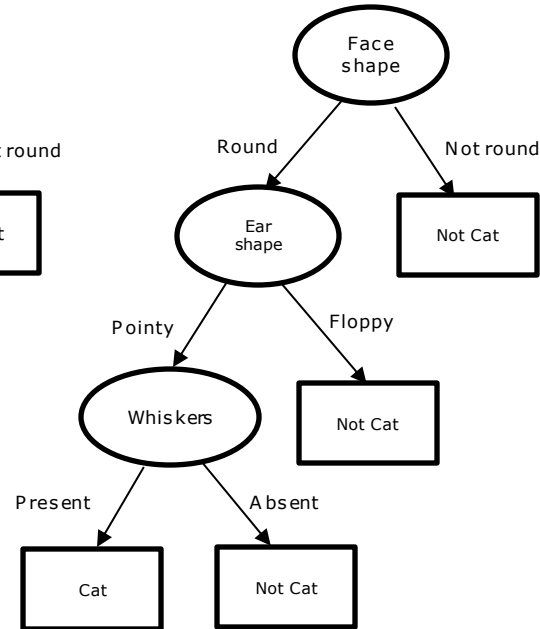 Face
shape
round
Round
Not round
Ear
shape
Not Cat
Pointy
Floppy
Whiskers
Not Cat
Present
Absent
Cat
Not Cat